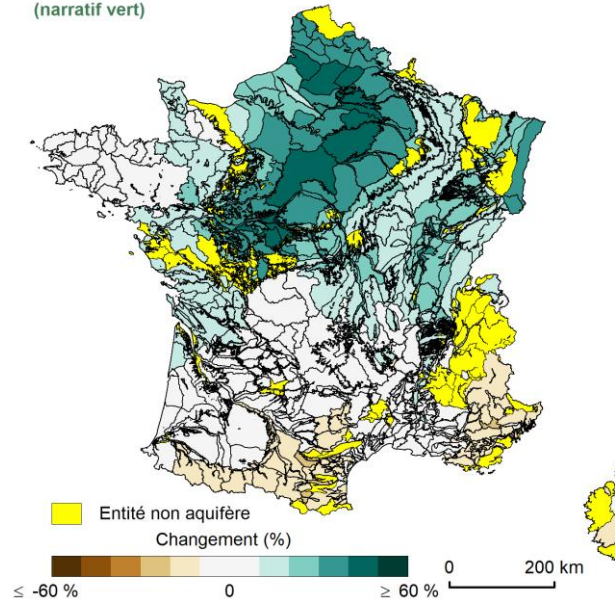 (narratif vert)
Entité non aquifère
Changement (%)
0 200 km
≤ -60 % 0 ≥ 60 %